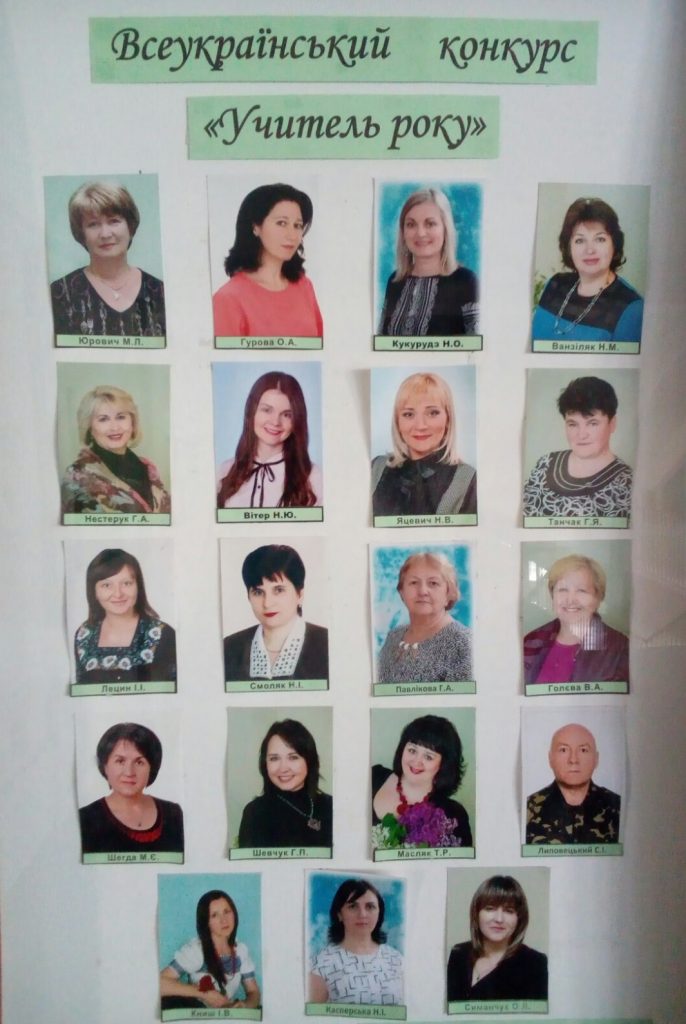 Всеукраїнський конкурс
«Учитель року»
Юрович М.П.
Гурова О.А.
Кукурудз Н.О.
Ванзіляк Н.М.
Нестерук Г.А.
Вітер Н.Ю.
Яцевич Н.В.
Танчак Г.Я.
Лецин І.І.
Смоляк Н.І.
Павлікова Г.А.
Голєва В.А.
Шегда М.Є.
Шевчук Г.П.
Масляк Т.Р.
Липовецький С.І.
Книш І.В.
Касперська Н.І.
Симанчук О.Л.